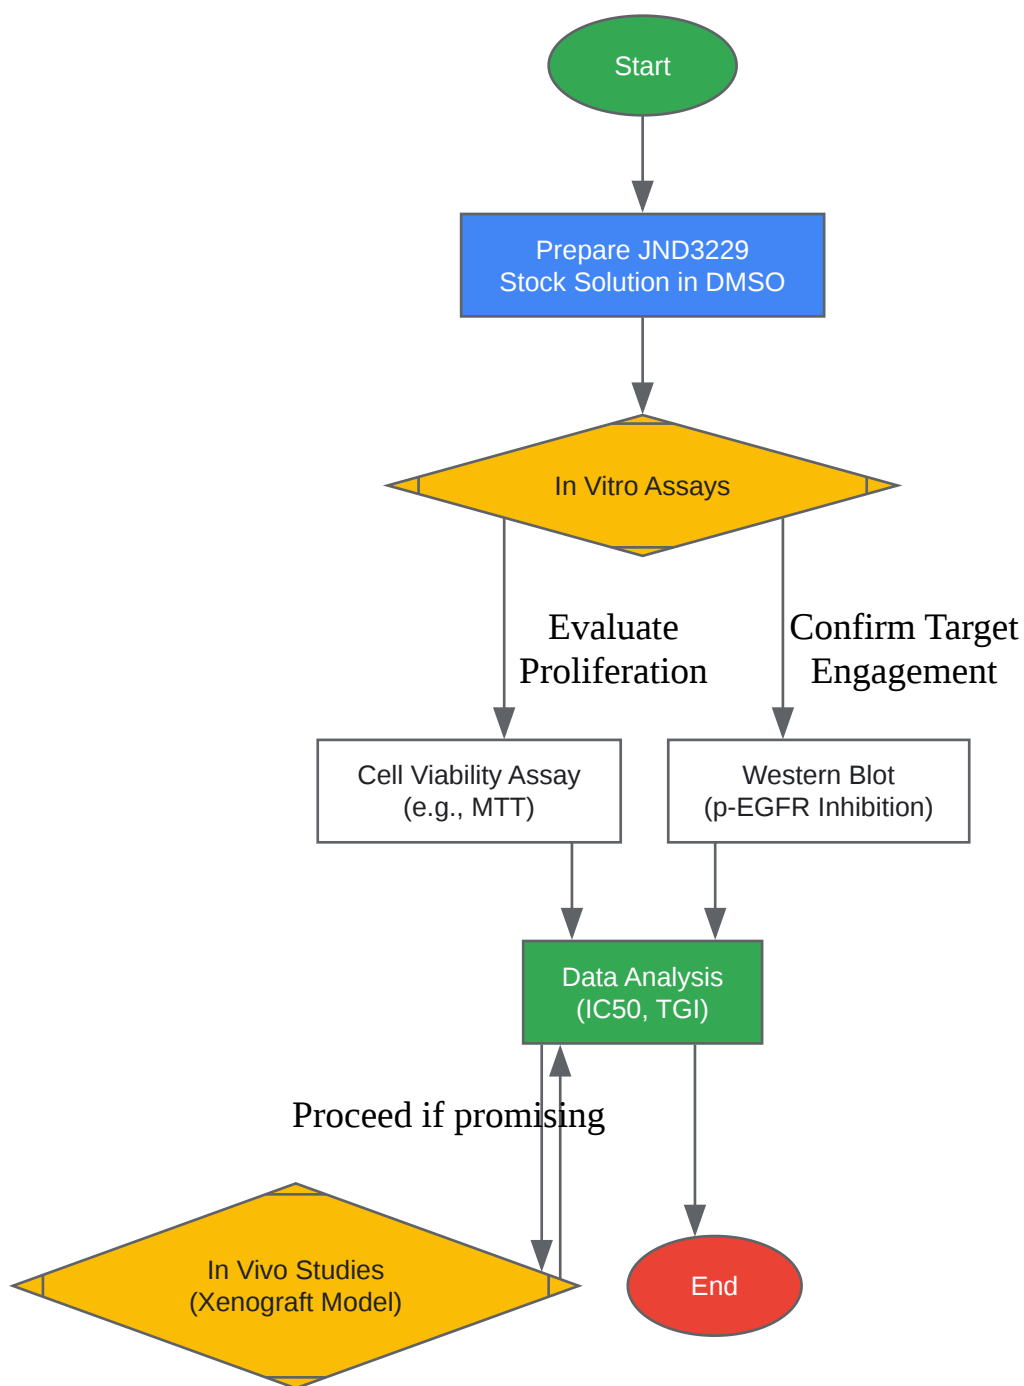 Start
Prepare JND3229
Stock Solution in DMSO
In Vitro Assays
Evaluate
Proliferation
Confirm Target
Engagement
Cell Viability Assay
(e.g., MTT)
Western Blot
(p-EGFR Inhibition)
Data Analysis
(IC50, TGI)
Proceed if promising
In Vivo Studies
(Xenograft Model)
End